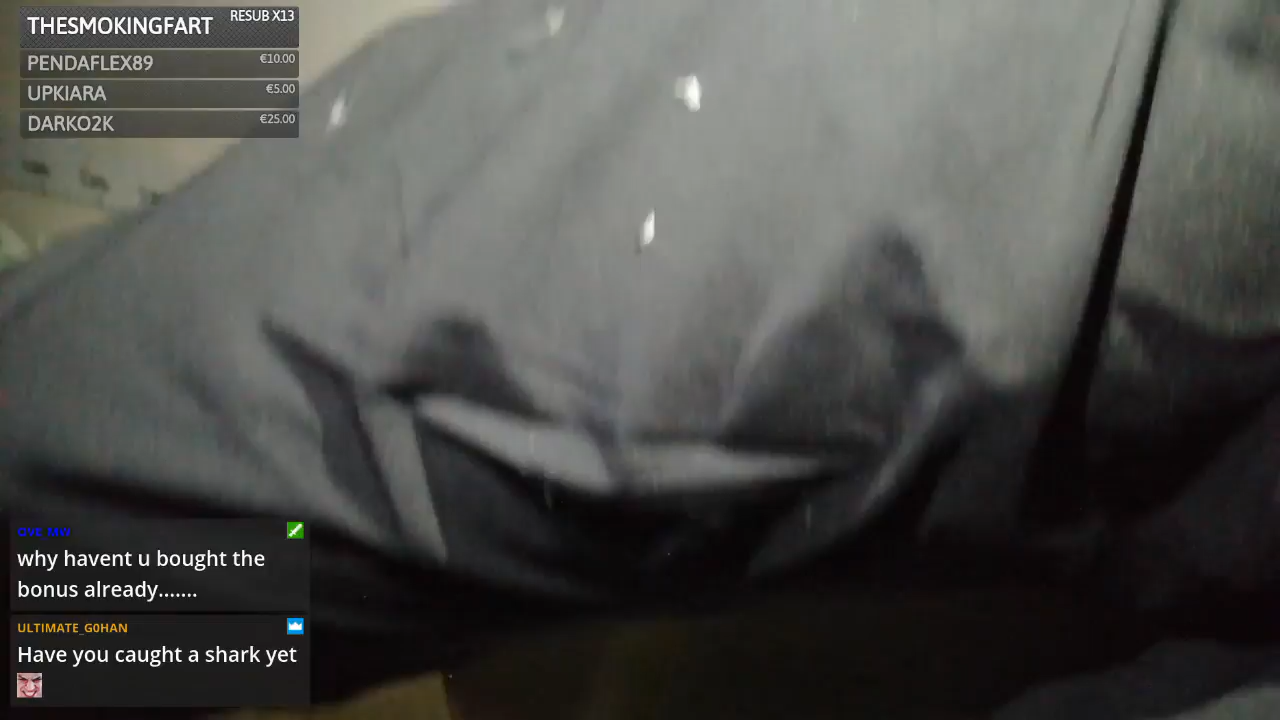 THESMOKINGFART RESUB X13
PENDAFLEX89 €10.00
UPKIARA €5.00
DARKO2K €25.00
OVE_MW
why havent u bought the
bonus already.......
ULTIMATE_G0HAN
Have you caught a shark yet